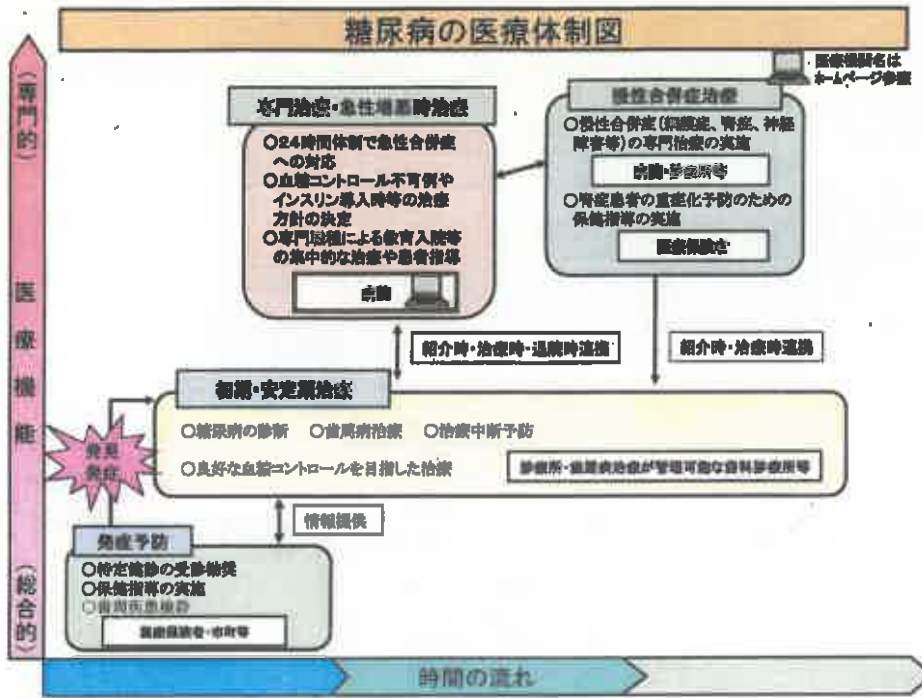 糖尿病の医療体制図
医療機関名は
ホームページ参照
(専門的)
医療機能
(総合的)
専門治療・急性増悪時治療
○24時間体制で急性合併症
への対応
○血糖コントロール不可例や
インスリン導入時等の治療
方針の決定
○専門職種による教育入院等
の集中的な治療や患者指導
病院
慢性合併症治療
○慢性合併症(網膜症、腎症、神経
障害等)の専門治療の実施
病院・診療所等
○腎症患者の重症化予防のための
保健指導の実施
医療保険者
紹介時・治療時・退院時連携
紹介時・治療時連携
初期・安定期治療
○糖尿病の診断 ○歯周病治療 ○治療中断予防
○良好な血糖コントロールを目指した治療
診療所・糖尿病治療が管理可能な歯科診療所等
発見
発症
情報提供
発症予防
○特定健診の受診勧奨
○保健指導の実施
○歯周疾患検診
医療保険者・市町等
時間の流れ